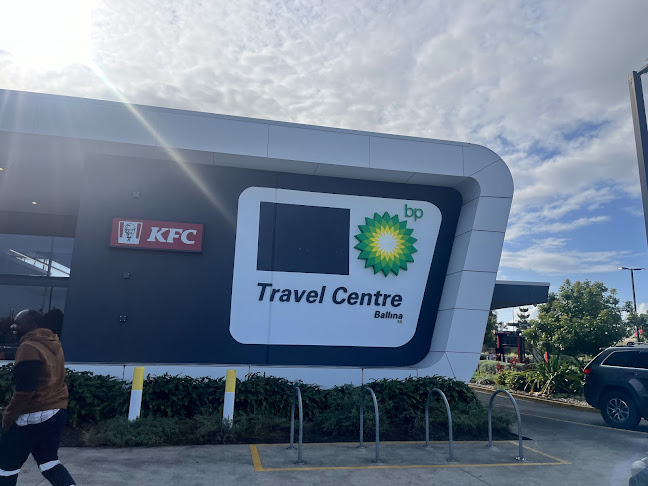 bp
KFC
Travel Centre
Ballina